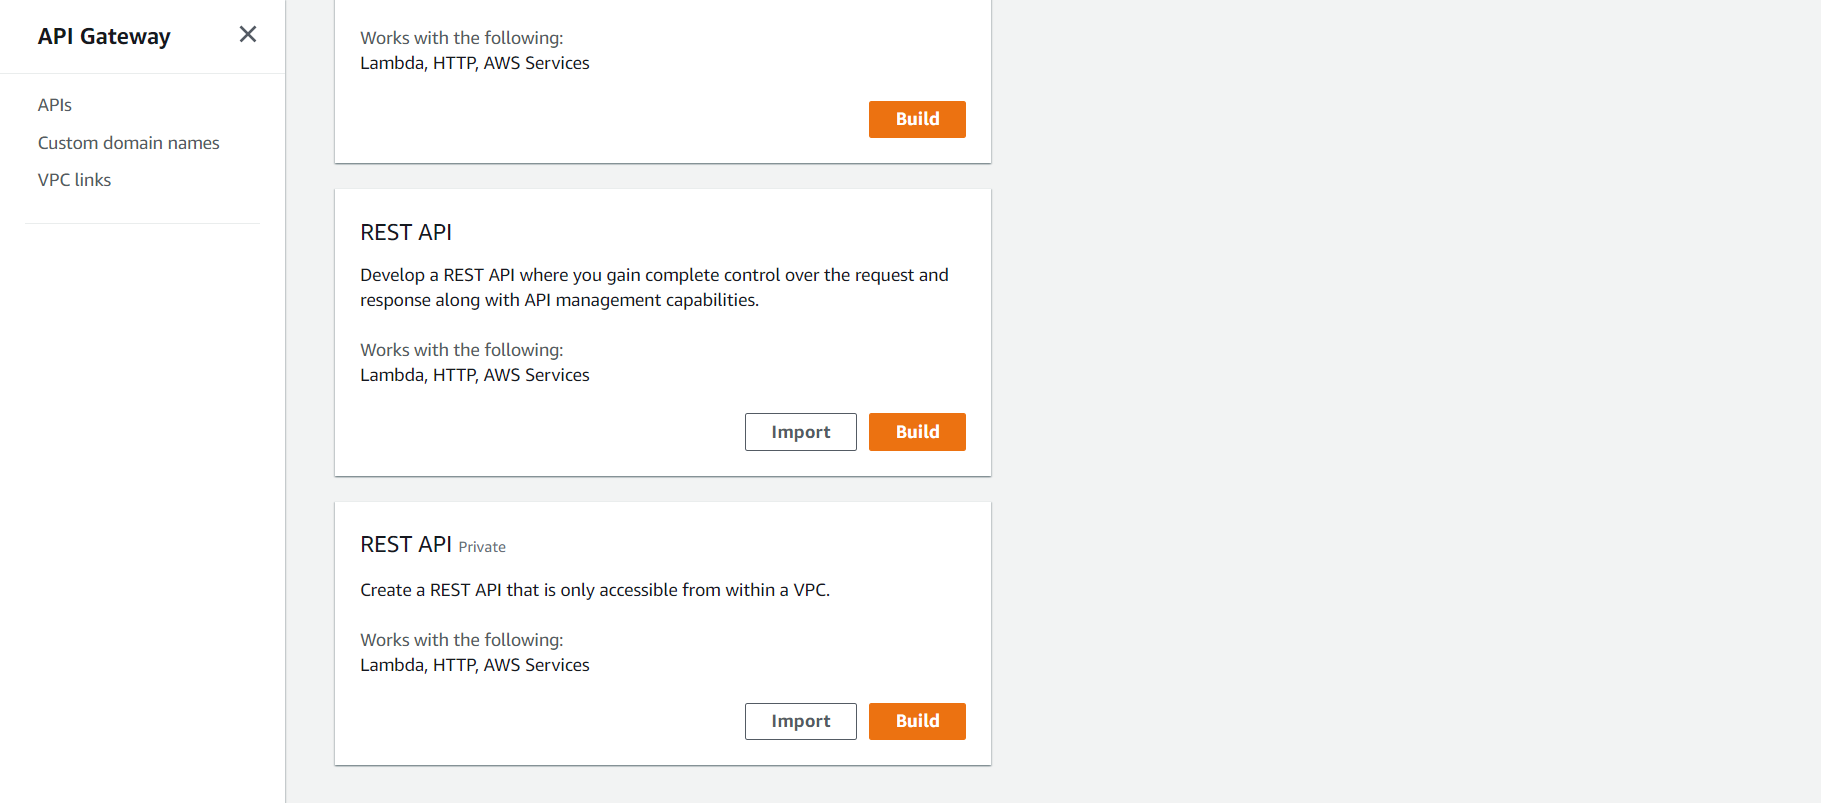 API Gateway
APIs
Custom domain names
VPC links
Works with the following:
Lambda, HTTP, AWS Services
Build
REST API
Develop a REST API where you gain complete control over the request and
response along with API management capabilities.
Works with the following:
Lambda, HTTP, AWS Services
Import Build
REST API Private
Create a REST API that is only accessible from within a VPC.
Works with the following:
Lambda, HTTP, AWS Services
Import Build